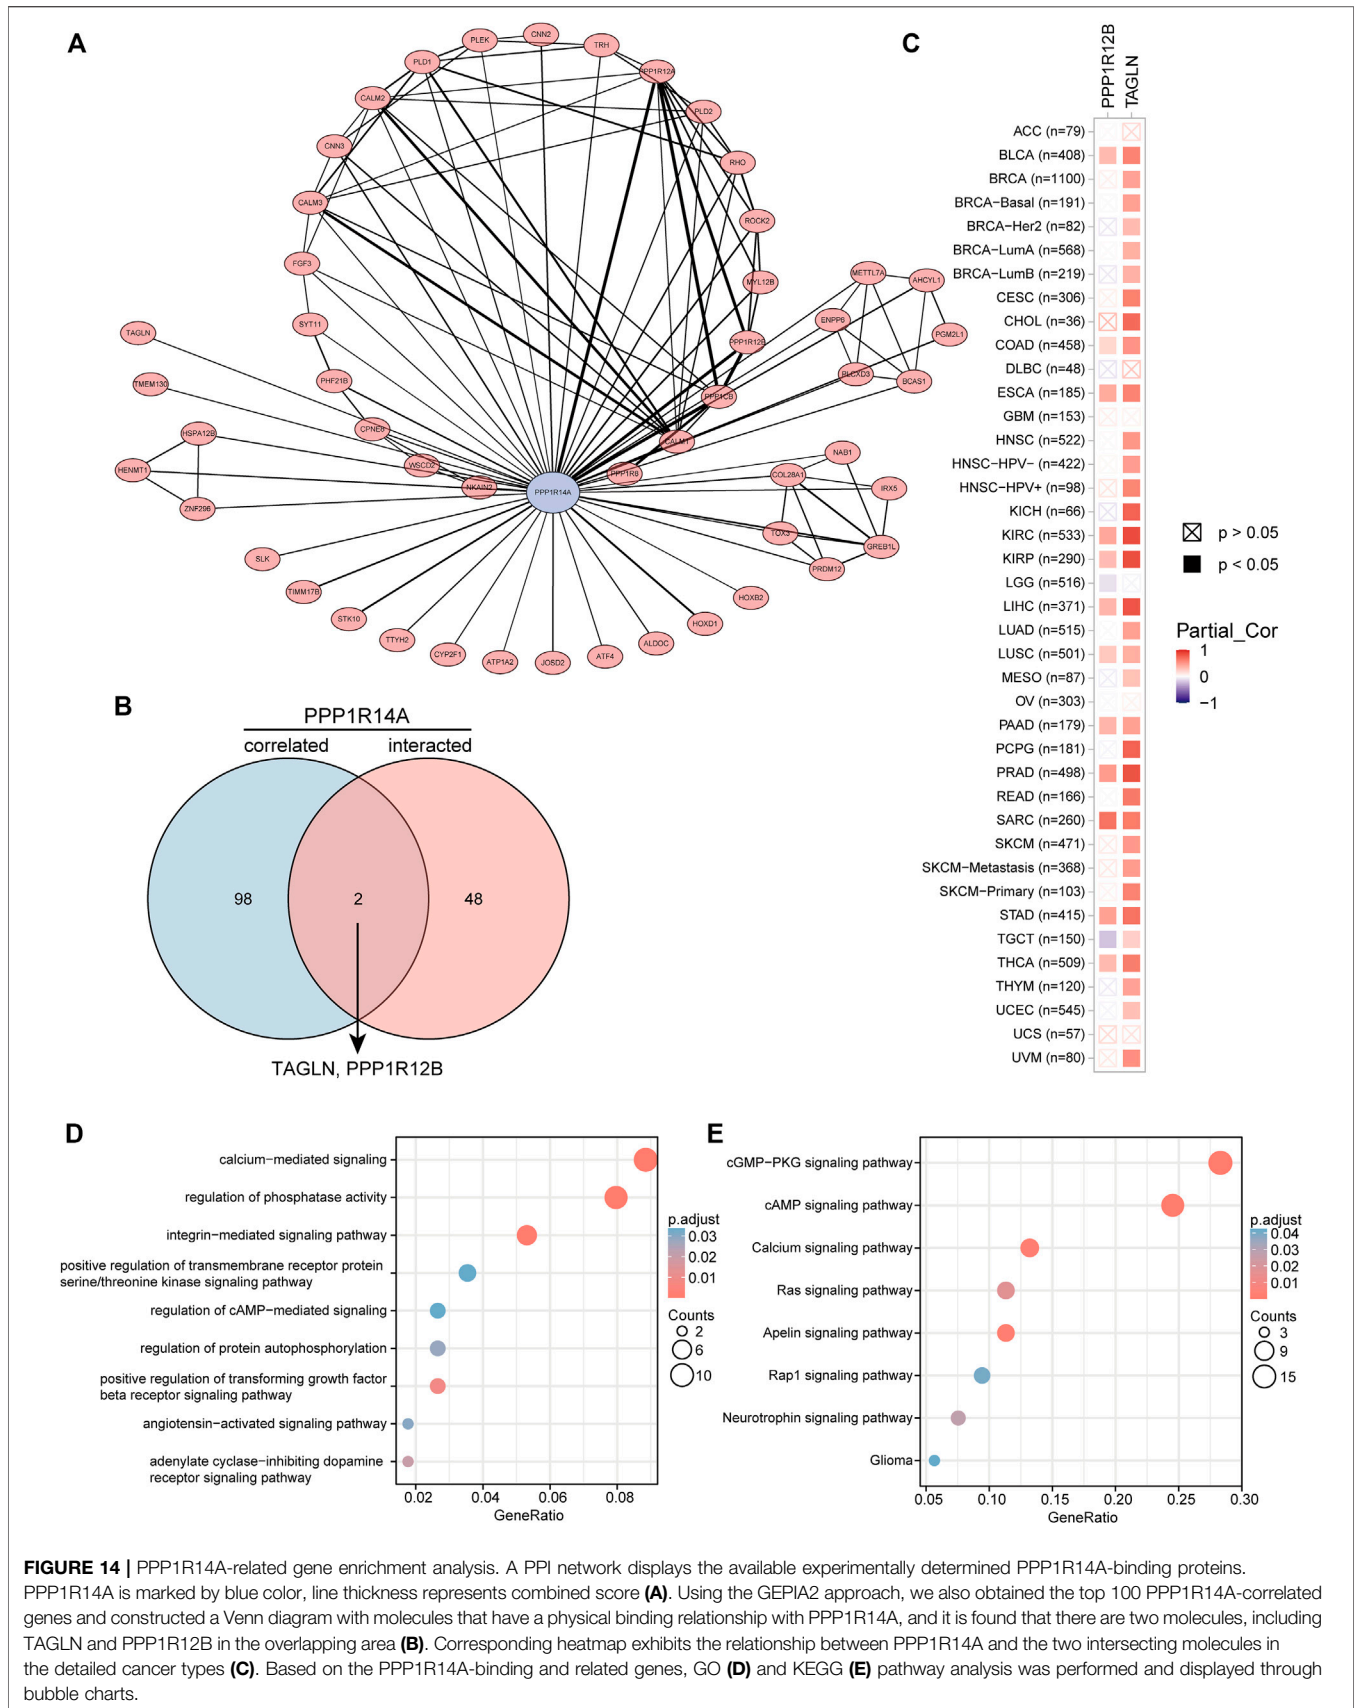 A
CNN2
PLEK
TRH
PLD1
PPP1R12A
CALM2
PLD2
CNN3
RHO
CALM3
ROCK2
FGF3
MYL12B
METTL7A
AHCYL1
SYT11
ENPP6
TAGLN
PPP1R12B
PGM2L1
TMEM130
PHF21B
PLCXD3
BCAS1
PPP1CB
HSPA12B
CPNE8
CALM1
NAB1
HENMT1
WSCD2
PPP1R8
COL28A1
NKAIN2
PPP1R14A
IRX5
ZNF296
TOX3
GREB1L
SLK
PRDM12
TIMM17B
HOXB2
STK10
HOXD1
TTYH2
ALDOC
CYP2F1
ATP1A2
JOSD2
ATF4
B
PPP1R14A
correlated interacted
98 2 48
TAGLN, PPP1R12B
C
PPP1R12B
TAGLN
ACC (n=79)
BLCA (n=408)
BRCA (n=1100)
BRCA−Basal (n=191)
BRCA−Her2 (n=82)
BRCA−LumA (n=568)
BRCA−LumB (n=219)
CESC (n=306)
CHOL (n=36)
COAD (n=458)
DLBC (n=48)
ESCA (n=185)
GBM (n=153)
HNSC (n=522)
HNSC−HPV− (n=422)
HNSC−HPV+ (n=98)
KICH (n=66)
KIRC (n=533)
KIRP (n=290)
LGG (n=516)
LIHC (n=371)
LUAD (n=515)
LUSC (n=501)
MESO (n=87)
OV (n=303)
PAAD (n=179)
PCPG (n=181)
PRAD (n=498)
READ (n=166)
SARC (n=260)
SKCM (n=471)
SKCM−Metastasis (n=368)
SKCM−Primary (n=103)
STAD (n=415)
TGCT (n=150)
THCA (n=509)
THYM (n=120)
UCEC (n=545)
UCS (n=57)
UVM (n=80)
p > 0.05
p < 0.05
Partial_Cor
1
0
−1
D
calcium−mediated signaling
regulation of phosphatase activity
integrin−mediated signaling pathway
positive regulation of transmembrane receptor protein
serine/threonine kinase signaling pathway
regulation of cAMP−mediated signaling
regulation of protein autophosphorylation
positive regulation of transforming growth factor
beta receptor signaling pathway
angiotensin−activated signaling pathway
adenylate cyclase−inhibiting dopamine
receptor signaling pathway
0.02 0.04 0.06 0.08
GeneRatio
p.adjust
0.03
0.02
0.01
Counts
2
6
10
E
cGMP−PKG signaling pathway
cAMP signaling pathway
Calcium signaling pathway
Ras signaling pathway
Apelin signaling pathway
Rap1 signaling pathway
Neurotrophin signaling pathway
Glioma
0.05 0.10 0.15 0.20 0.25 0.30
GeneRatio
p.adjust
0.04
0.03
0.02
0.01
Counts
3
9
15
FIGURE 14 | PPP1R14A-related gene enrichment analysis. A PPI network displays the available experimentally determined PPP1R14A-binding proteins.
PPP1R14A is marked by blue color, line thickness represents combined score (A). Using the GEPIA2 approach, we also obtained the top 100 PPP1R14A-correlated
genes and constructed a Venn diagram with molecules that have a physical binding relationship with PPP1R14A, and it is found that there are two molecules, including
TAGLN and PPP1R12B in the overlapping area (B). Corresponding heatmap exhibits the relationship between PPP1R14A and the two intersecting molecules in
the detailed cancer types (C). Based on the PPP1R14A-binding and related genes, GO (D) and KEGG (E) pathway analysis was performed and displayed through
bubble charts.